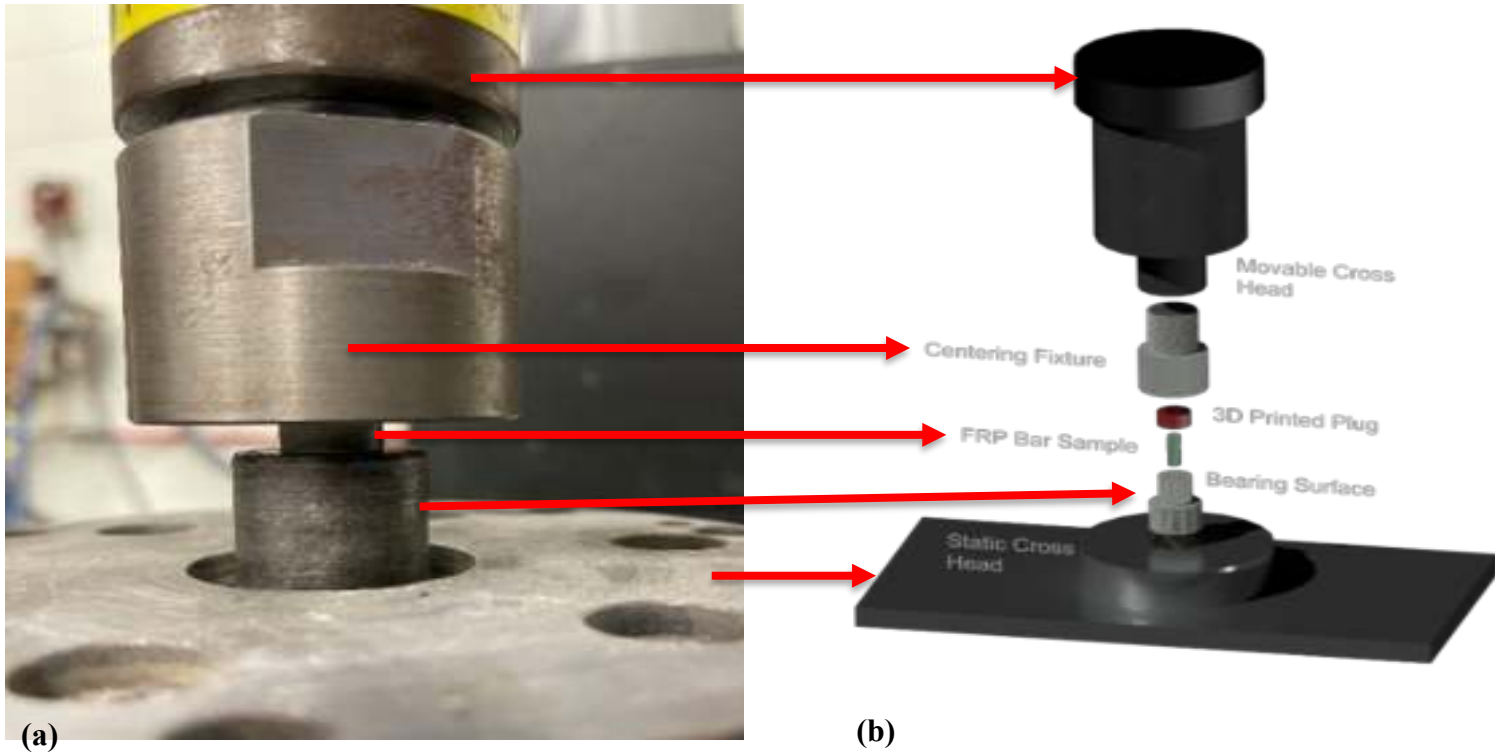 Movable Cross
Head
Centering Fixture
3D Printed Plug
FRP Bar Sample
Bearing Surface
Static Cross
Head
(a)
(b)